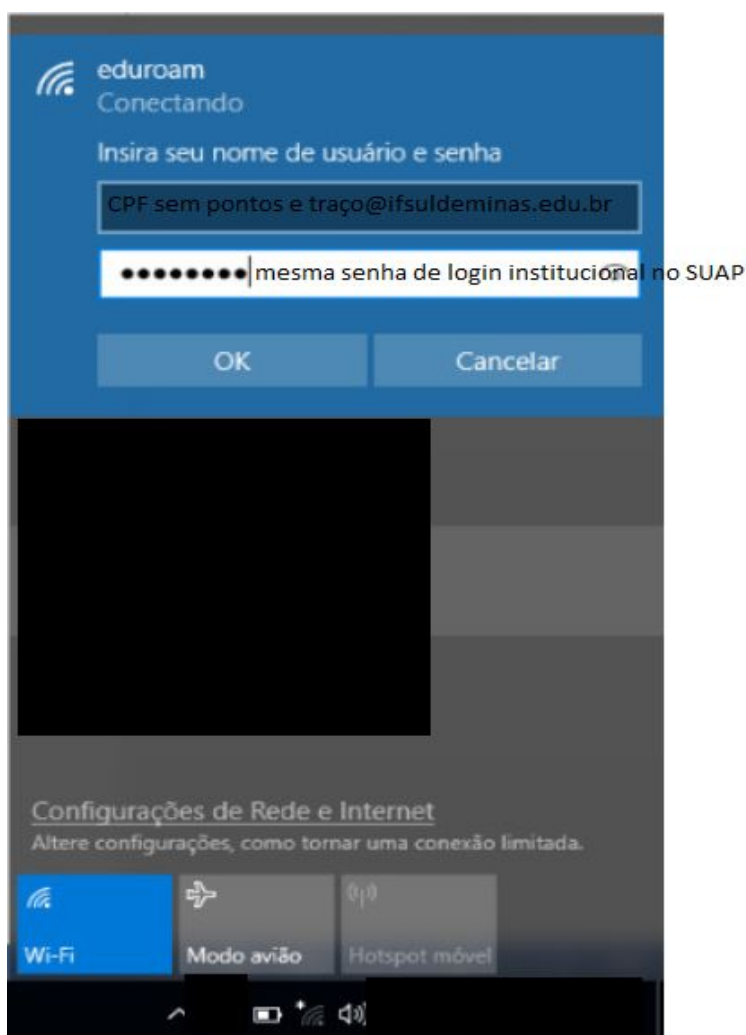 eduroam
Conectando
Insira seu nome de usuário e senha
CPF sem pontos e traço@ifsuldeminas.edu.br
●●●●●●●● mesma senha de login institucional no SUAP
OK Cancelar
Configurações de Rede e Internet
Altere configurações, como tornar uma conexão limitada.
Wi-Fi Modo avião Hotspot móvel